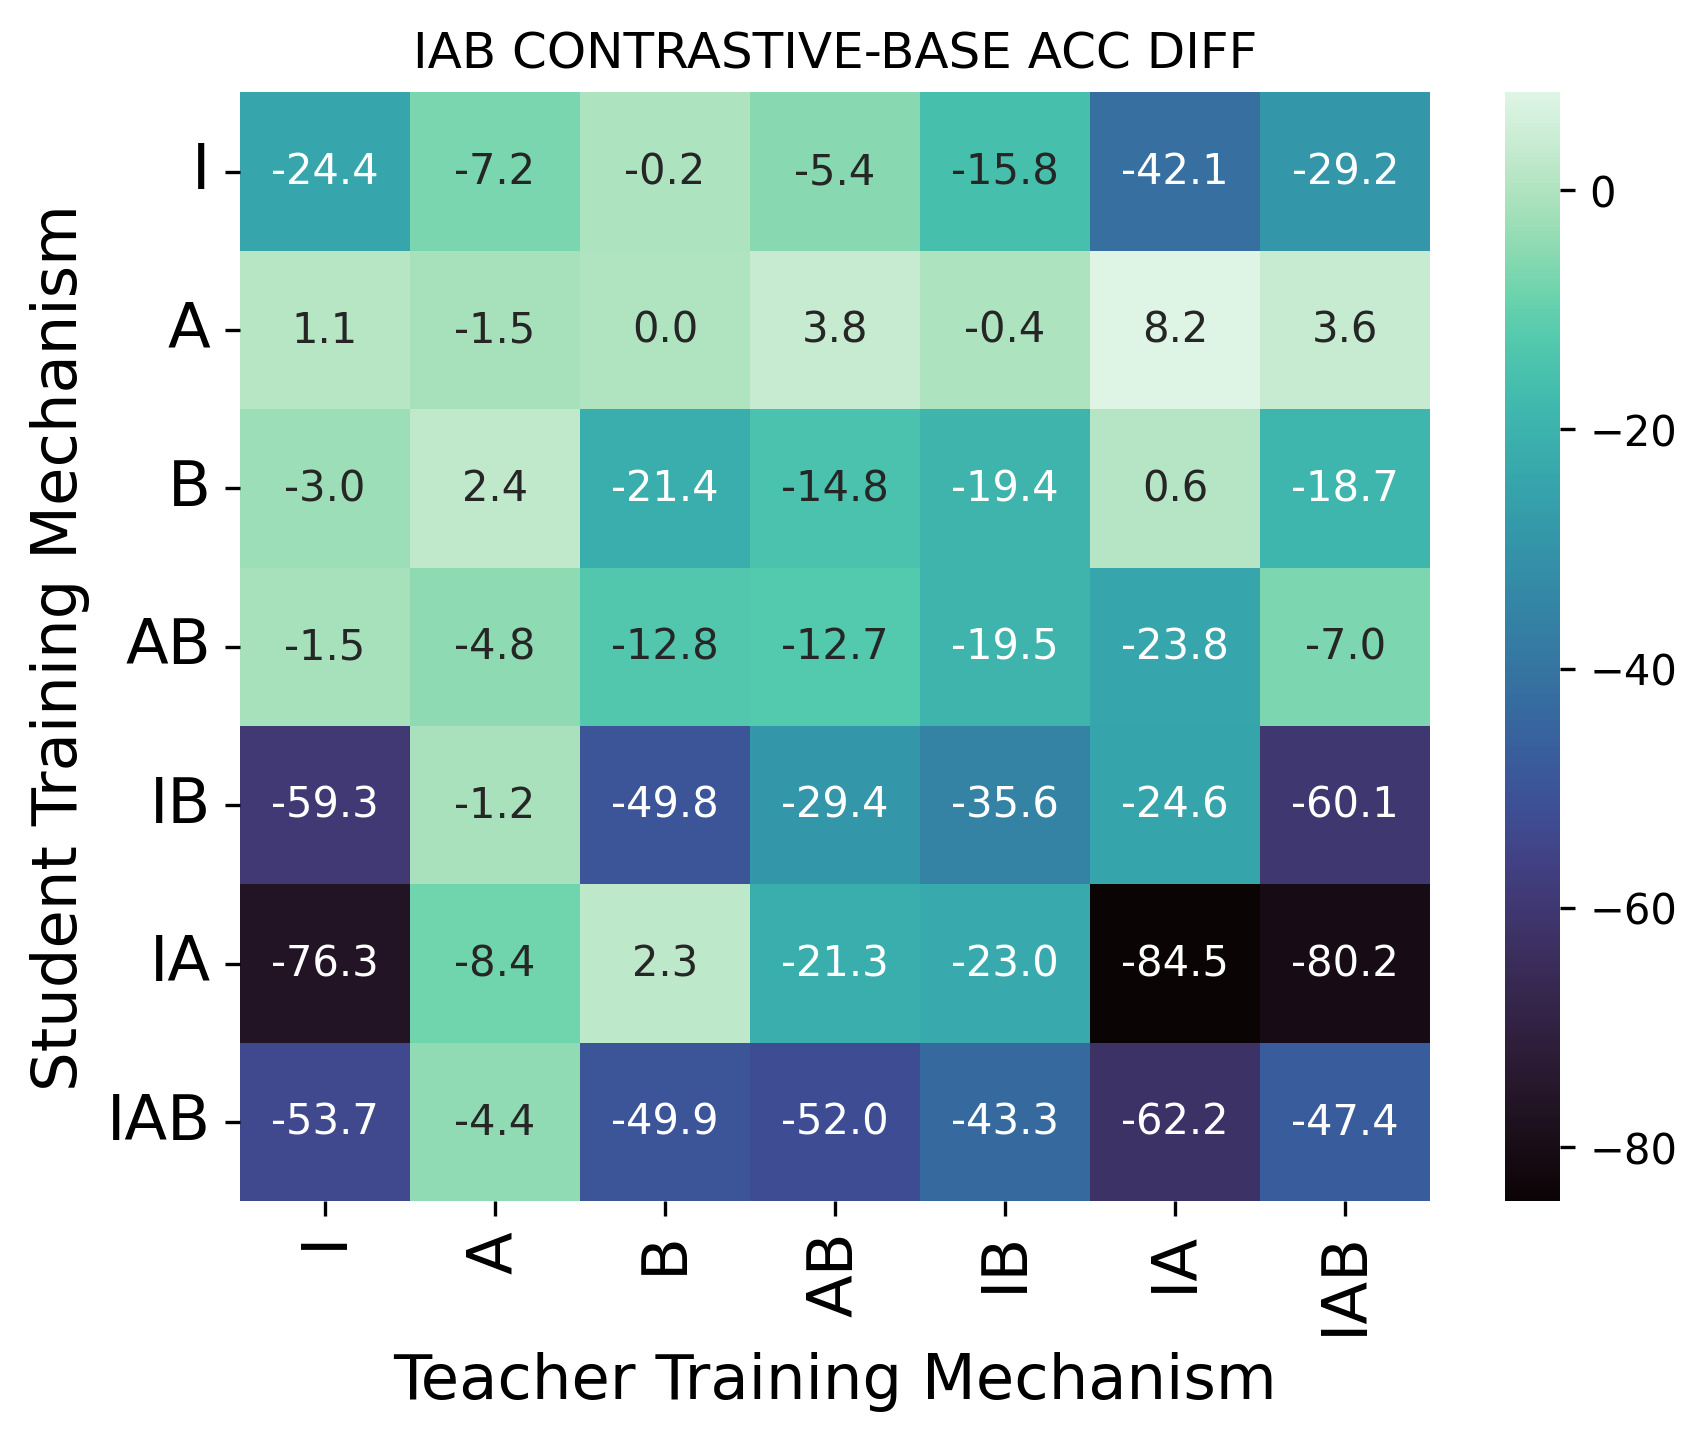 IAB CONTRASTIVE-BASE ACC DIFF
Student Training Mechanism
I -24.4 -7.2 -0.2 -5.4 -15.8 -42.1 -29.2
A 1.1 -1.5 0.0 3.8 -0.4 8.2 3.6
B -3.0 2.4 -21.4 -14.8 -19.4 0.6 -18.7
AB -1.5 -4.8 -12.8 -12.7 -19.5 -23.8 -7.0
IB -59.3 -1.2 -49.8 -29.4 -35.6 -24.6 -60.1
IA -76.3 -8.4 2.3 -21.3 -23.0 -84.5 -80.2
IAB -53.7 -4.4 -49.9 -52.0 -43.3 -62.2 -47.4
I A B AB IB IA IAB
Teacher Training Mechanism
0
−20
−40
−60
−80